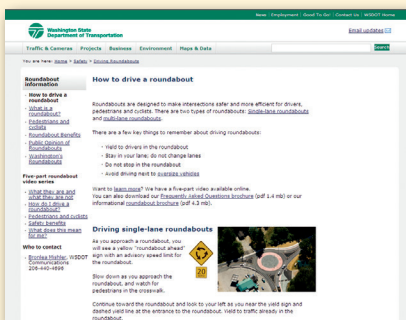 News | Employment | Good To Go! | Contact Us | WSDOT Home
Washington State
Department of Transportation
Email updates
Traffic & Cameras Projects Business Environment Maps & Data
Search
You are here: Home > Safety > Driving Roundabouts
Roundabout
information
· How to drive a
roundabout
· What is a
roundabout?
· Pedestrians and
cyclists
· Roundabout Benefits
· Public Opinion of
Roundabouts
· Washington's
Roundabouts
Five-part roundabout
video series
· What they are and
what they are not
· How do I drive a
roundabout?
· Pedestrians and cyclists
· Safety benefits
· What does this mean
for me?
Who to contact
· Bronlea Mishler, WSDOT
Communications
206-440-4696
How to drive a roundabout
Roundabouts are designed to make intersections safer and more efficient for drivers,
pedestrians and cyclists. There are two types of roundabouts: Single-lane roundabouts
and multi-lane roundabouts.
There are a few key things to remember about driving roundabouts:
· Yield to drivers in the roundabout
· Stay in your lane; do not change lanes
· Do not stop in the roundabout
· Avoid driving next to oversize vehicles
Want to learn more? We have a five-part video available online.
You can also download our Frequently Asked Questions brochure (pdf 1.4 mb) or our
informational roundabout brochure (pdf 4.3 mb).
Driving single-lane roundabouts
As you approach a roundabout, you
will see a yellow "roundabout ahead"
sign with an advisory speed limit for
the roundabout.
20
Slow down as you approach the
roundabout, and watch for
pedestrians in the crosswalk.
Continue toward the roundabout and look to your left as you near the yield sign and
dashed yield line at the entrance to the roundabout. Yield to traffic already in the
roundabout.